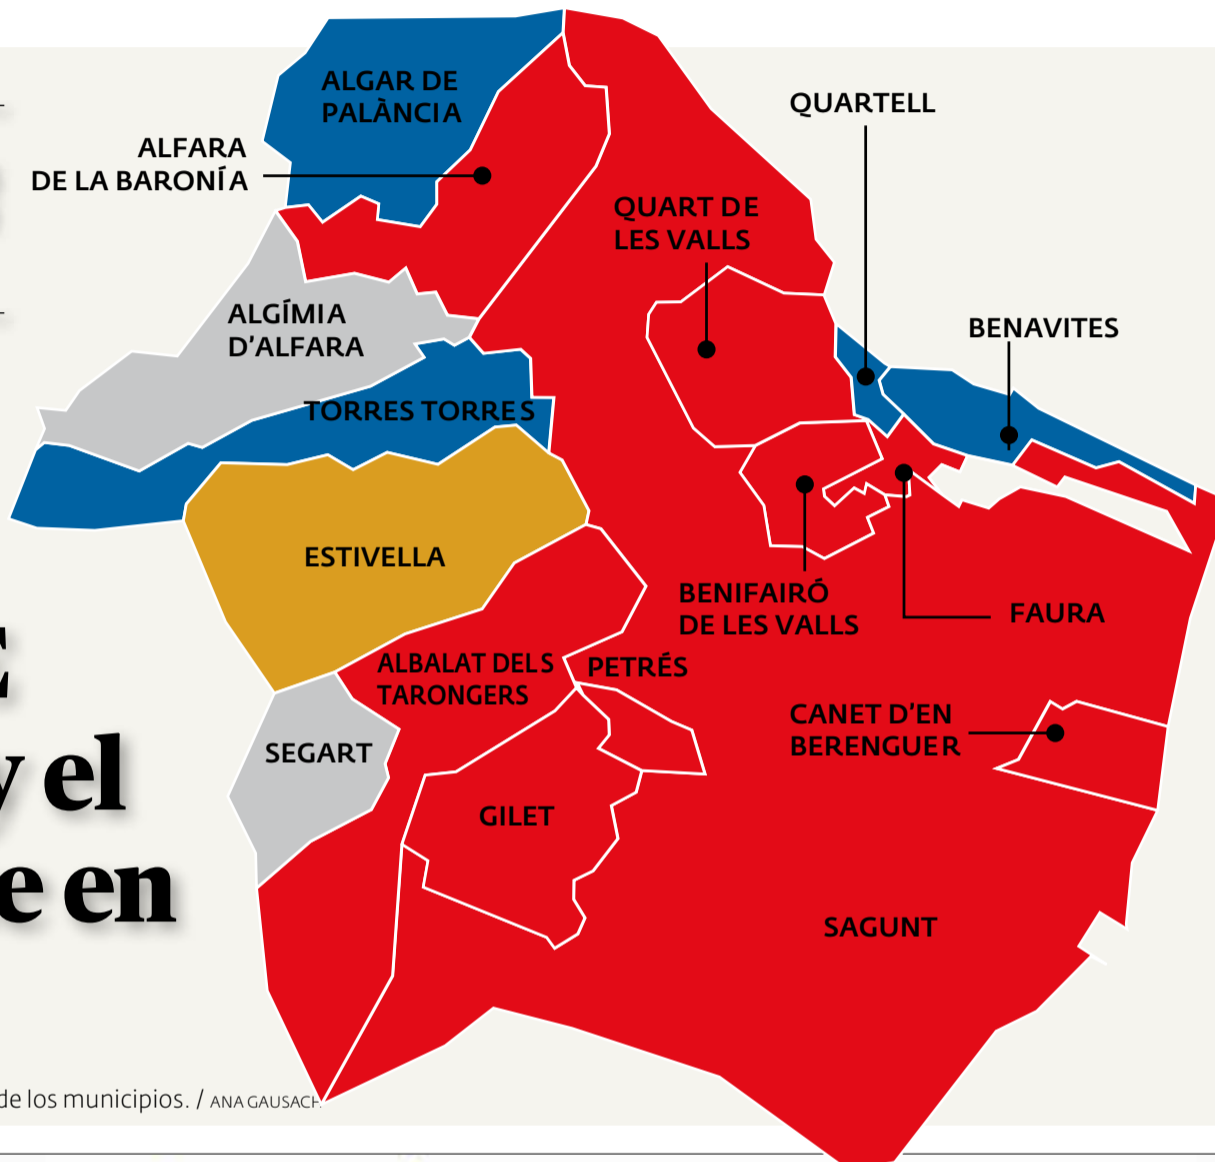 ALGAR DE
PALÀNCIA
ALFARA
DE LA BARONÍA
QUARTELL
QUART DE
LES VALLS
ALGÍMIA
D'ALFARA
BENAVITES
TORRES TORRES
ESTIVELLA
BENIFAIRÓ
DE LES VALLS
FAURA
ALBALAT DELS
TARONGERS
PETRÉS
CANET D'EN
BERENGUER
SEGART
y el
GILET
e en
SAGUNT
de los municipios. / ANA GAUSACH